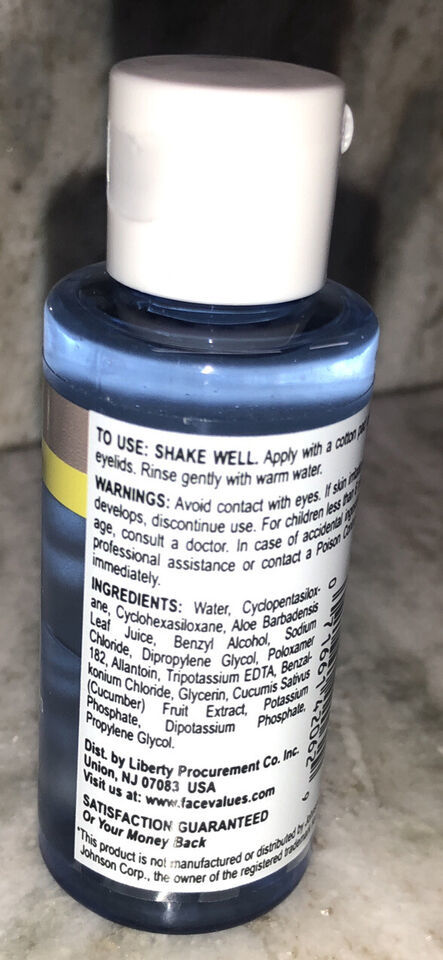 TO USE: SHAKE WELL. Apply with a cotton
eyelids. Rinse gently with warm water.
WARNINGS: Avoid contact with eyes. If skin
develops, discontinue use. For children less than
age, consult a doctor. In case of accidental
professional assistance or contact a Poison
immediately.
INGREDIENTS: Water, Cyclopentasilox-
ane, Cyclohexasiloxane, Aloe Barbadensis
Leaf Juice, Benzyl Alcohol, Sodium
Chloride, Dipropylene Glycol, Poloxamer
182, Allantoin, Tripotassium EDTA, Benzal-
konium Chloride, Glycerin, Cucumis Sativus
(Cucumber) Fruit Extract, Potassium
Phosphate, Dipotassium Phosphate,
Propylene Glycol.
Dist. by Liberty Procurement Co. Inc.
Union, NJ 07083 USA
Visit us at: www.facevalues.com
SATISFACTION GUARANTEED
Or Your Money Back
*This product is not manufactured or distributed by
Johnson Corp., the owner of the registered